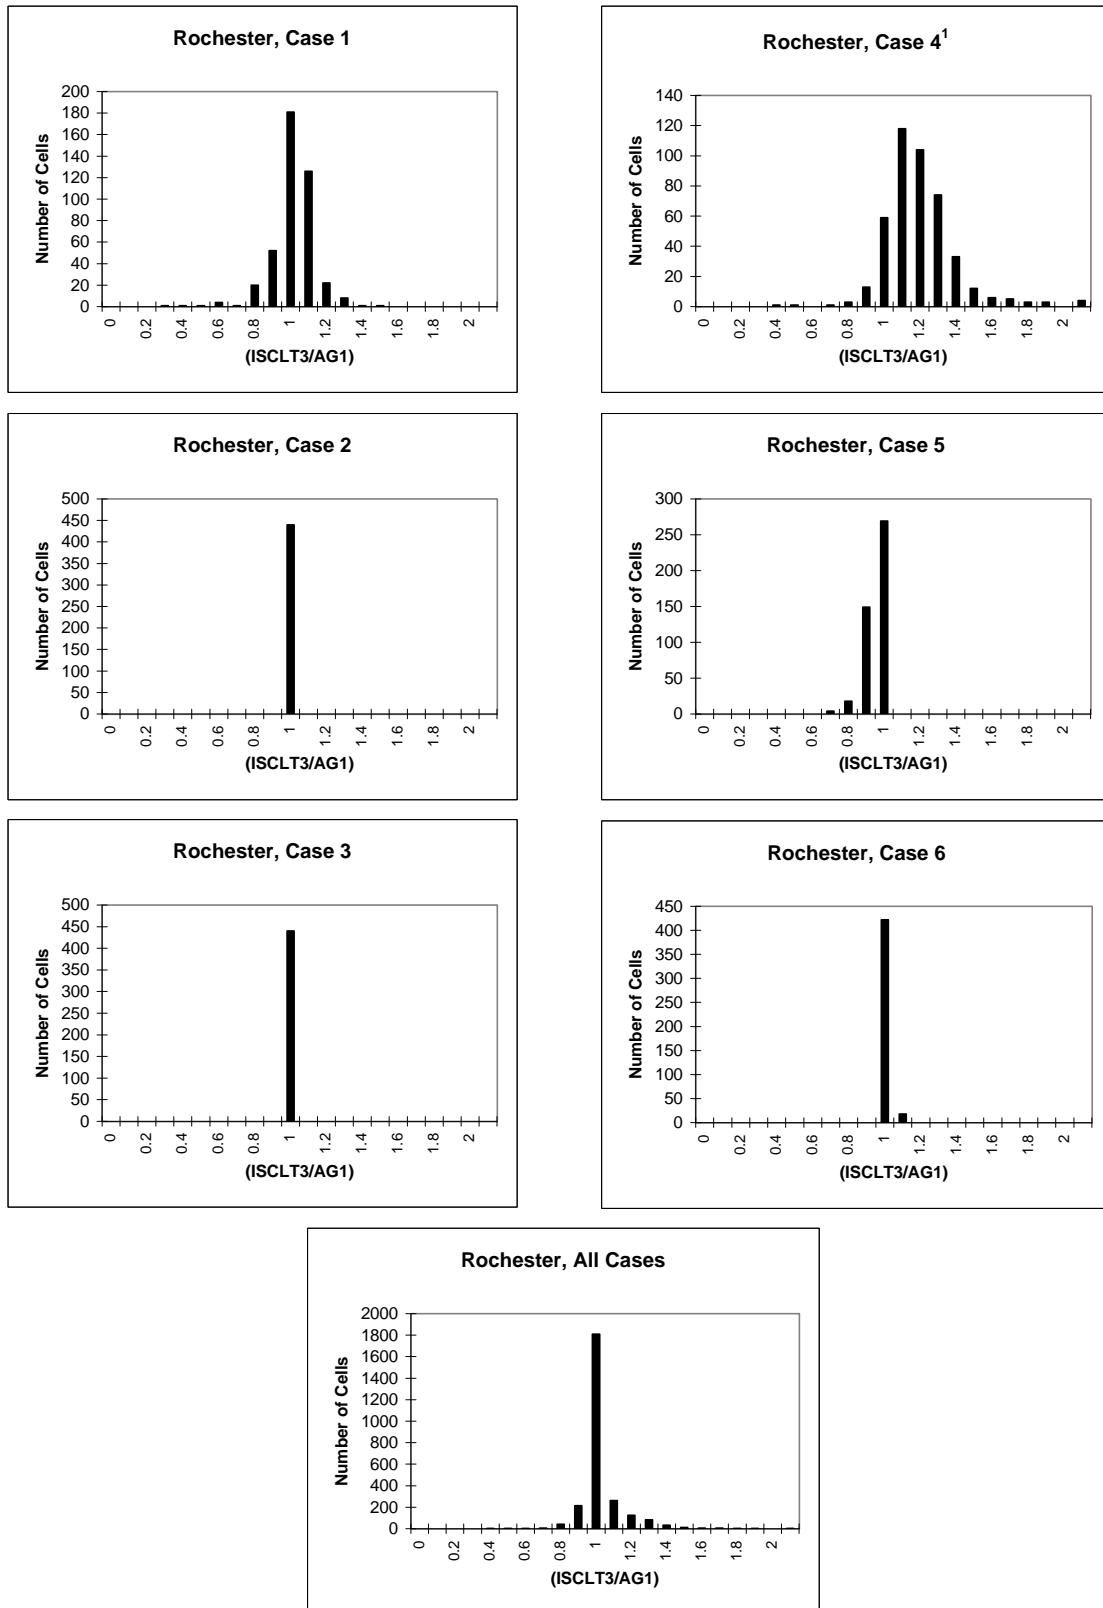 Rochester, Case 1
Number of Cells
200
180
160
140
120
100
80
60
40
20
0
0 0.2 0.4 0.6 0.8 1 1.2 1.4 1.6 1.8 2
(ISCLT3/AG1)
Rochester, Case 4¹
Number of Cells
140
120
100
80
60
40
20
0
0 0.2 0.4 0.6 0.8 1 1.2 1.4 1.6 1.8 2
(ISCLT3/AG1)
Rochester, Case 2
Number of Cells
500
450
400
350
300
250
200
150
100
50
0
0 0.2 0.4 0.6 0.8 1 1.2 1.4 1.6 1.8 2
(ISCLT3/AG1)
Rochester, Case 5
Number of Cells
300
250
200
150
100
50
0
0 0.2 0.4 0.6 0.8 1 1.2 1.4 1.6 1.8 2
(ISCLT3/AG1)
Rochester, Case 3
Number of Cells
500
450
400
350
300
250
200
150
100
50
0
0 0.2 0.4 0.6 0.8 1 1.2 1.4 1.6 1.8 2
(ISCLT3/AG1)
Rochester, Case 6
Number of Cells
450
400
350
300
250
200
150
100
50
0
0 0.2 0.4 0.6 0.8 1 1.2 1.4 1.6 1.8 2
(ISCLT3/AG1)
Rochester, All Cases
Number of Cells
2000
1800
1600
1400
1200
1000
800
600
400
200
0
0 0.2 0.4 0.6 0.8 1 1.2 1.4 1.6 1.8 2
(ISCLT3/AG1)